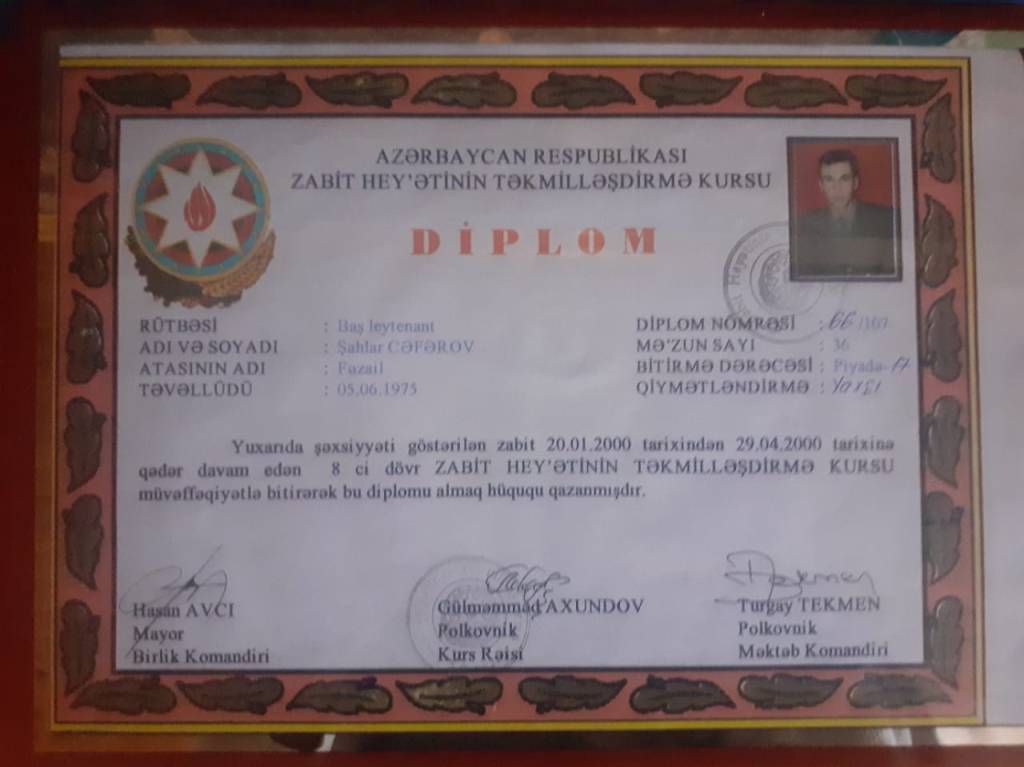 AZƏRBAYCAN RESPUBLİKASI
ZABİT HEY'ƏTİNİN TƏKMİLLƏŞDİRMƏ KURSU
DİPLOM
RÜTBƏSİ : Baş leytenant
ADI VƏ SOYADI : Şahlar CƏFƏROV
ATASININ ADI : Fəzail
TƏVƏLLÜDÜ : 05.06.1975
DİPLOM NÖMRƏSİ : 66/167
MƏ'ZUN SAYI : 36
BİTİRMƏ DƏRƏCƏSİ : Piyada-17
QİYMƏTLƏNDİRMƏ : Yaxşı
Yuxarıda şəxsiyyəti göstərilən zabit 20.01.2000 tarixindən 29.04.2000 tarixinə
qədər davam edən 8 ci dövr ZABİT HEY'ƏTİNİN TƏKMİLLƏŞDİRMƏ KURSU
müvəffəqiyətlə bitirərək bu diplomu almaq hüququ qazanmışdır.
Hasan AVCI
Mayor
Birlik Komandiri
Gülməmməd AXUNDOV
Polkovnik
Kurs Rəisi
Turgay TEKMEN
Polkovnik
Məktəb Komandiri